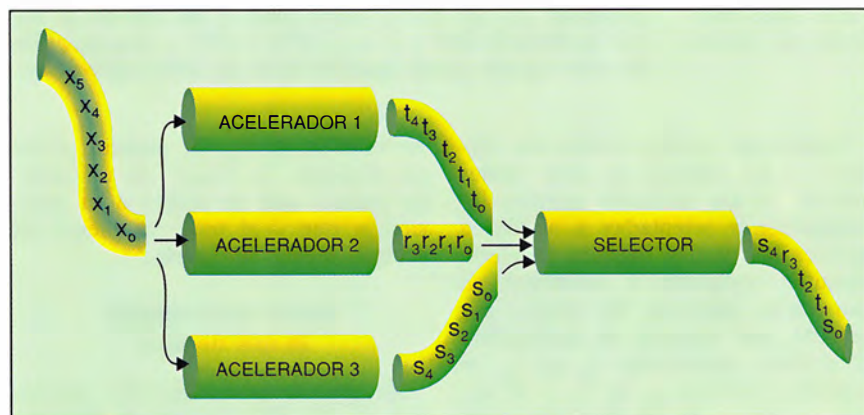 X₅
X₄
X₃
X₂
X₁
Xₒ
ACELERADOR 1
t₄ t₃ t₂ t₁ tₒ
ACELERADOR 2
r₃ r₂ r₁ rₒ
ACELERADOR 3
S₄ S₃ S₂ S₁ Sₒ
SELECTOR
S₄ r₃ t₂ t₁ Sₒ